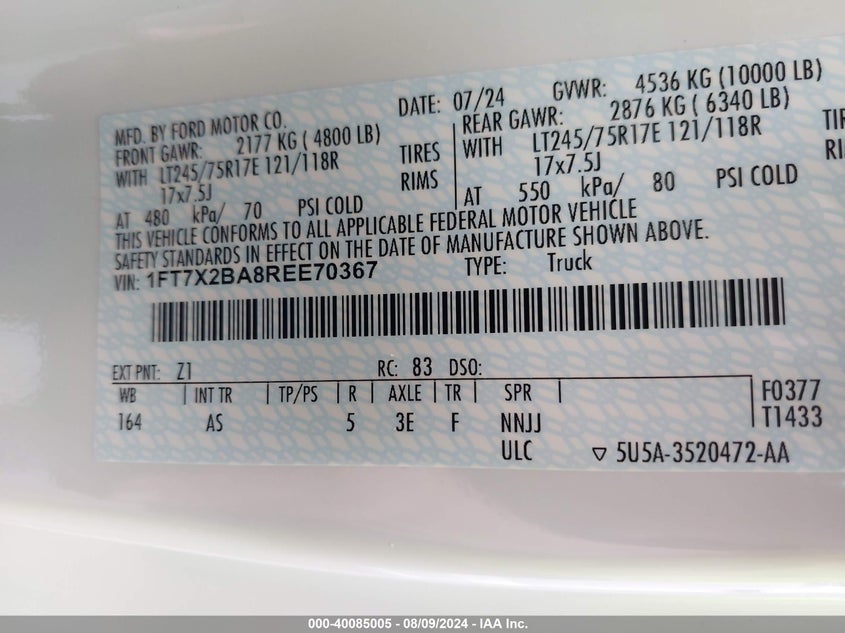 MFD. BY FORD MOTOR CO.
DATE: 07/24
GVWR: 4536 KG (10000 LB)
FRONT GAWR: 2177 KG ( 4800 LB)
REAR GAWR: 2876 KG ( 6340 LB)
WITH LT245/75R17E 121/118R TIRES
WITH LT245/75R17E 121/118R
17x7.5J RIMS
17x7.5J
AT 480 kPa/ 70 PSI COLD
AT 550 kPa/ 80 PSI COLD
THIS VEHICLE CONFORMS TO ALL APPLICABLE FEDERAL MOTOR VEHICLE
SAFETY STANDARDS IN EFFECT ON THE DATE OF MANUFACTURE SHOWN ABOVE.
VIN: 1FT7X2BA8REE70367 TYPE: Truck
EXT PNT: Z1 RC: 83 DSO:
WB INT TR TP/PS R AXLE TR SPR F0377
164 AS 5 3E F NNJJ T1433
ULC ▽ 5U5A-3520472-AA
000-40085005 - 08/09/2024 - IAA Inc.